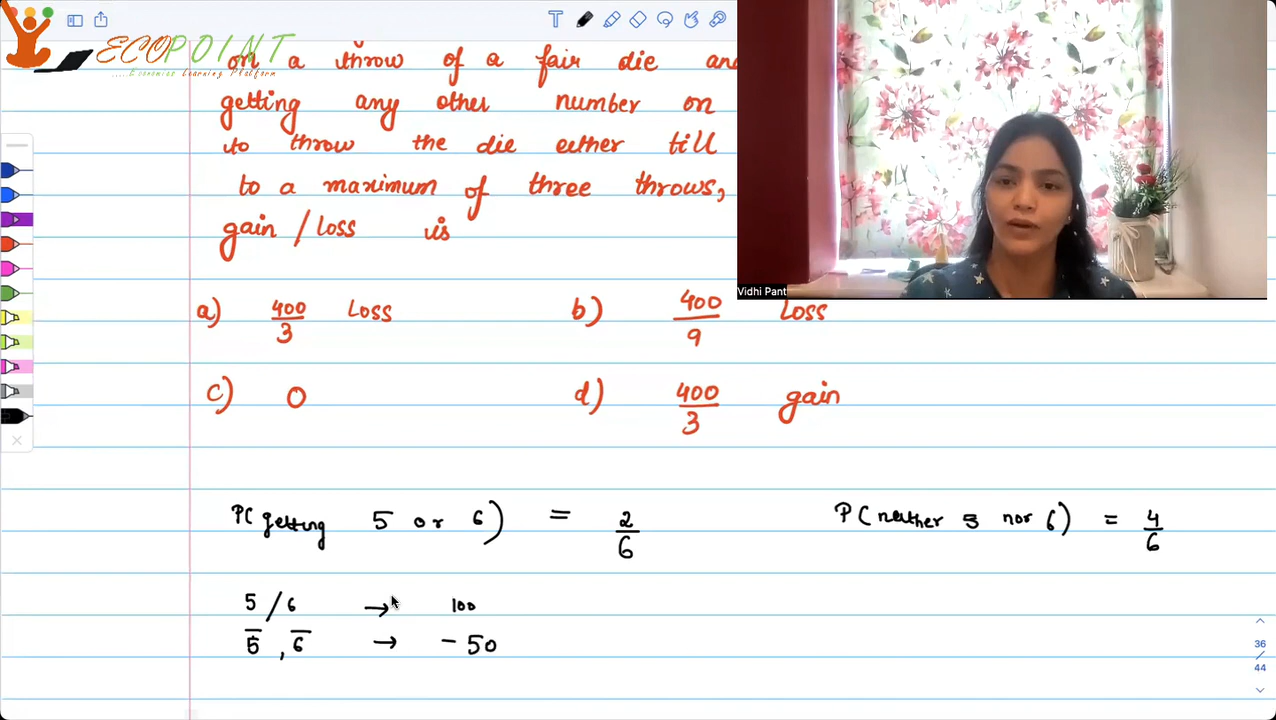 ECOPOINT
.....Economics Learning Platform
on a throw of a fair die and
getting any other number on
to throw the die either till
to a maximum of three throws,
gain / loss is
Vidhi Pant
a) 400/3 Loss b) 400/9 Loss
c) 0 d) 400/3 gain
P( getting 5 or 6) = 2/6 P( neither 5 nor 6) = 4/6
5 / 6 → 100
5̅ , 6̅ → - 50
36
/
44